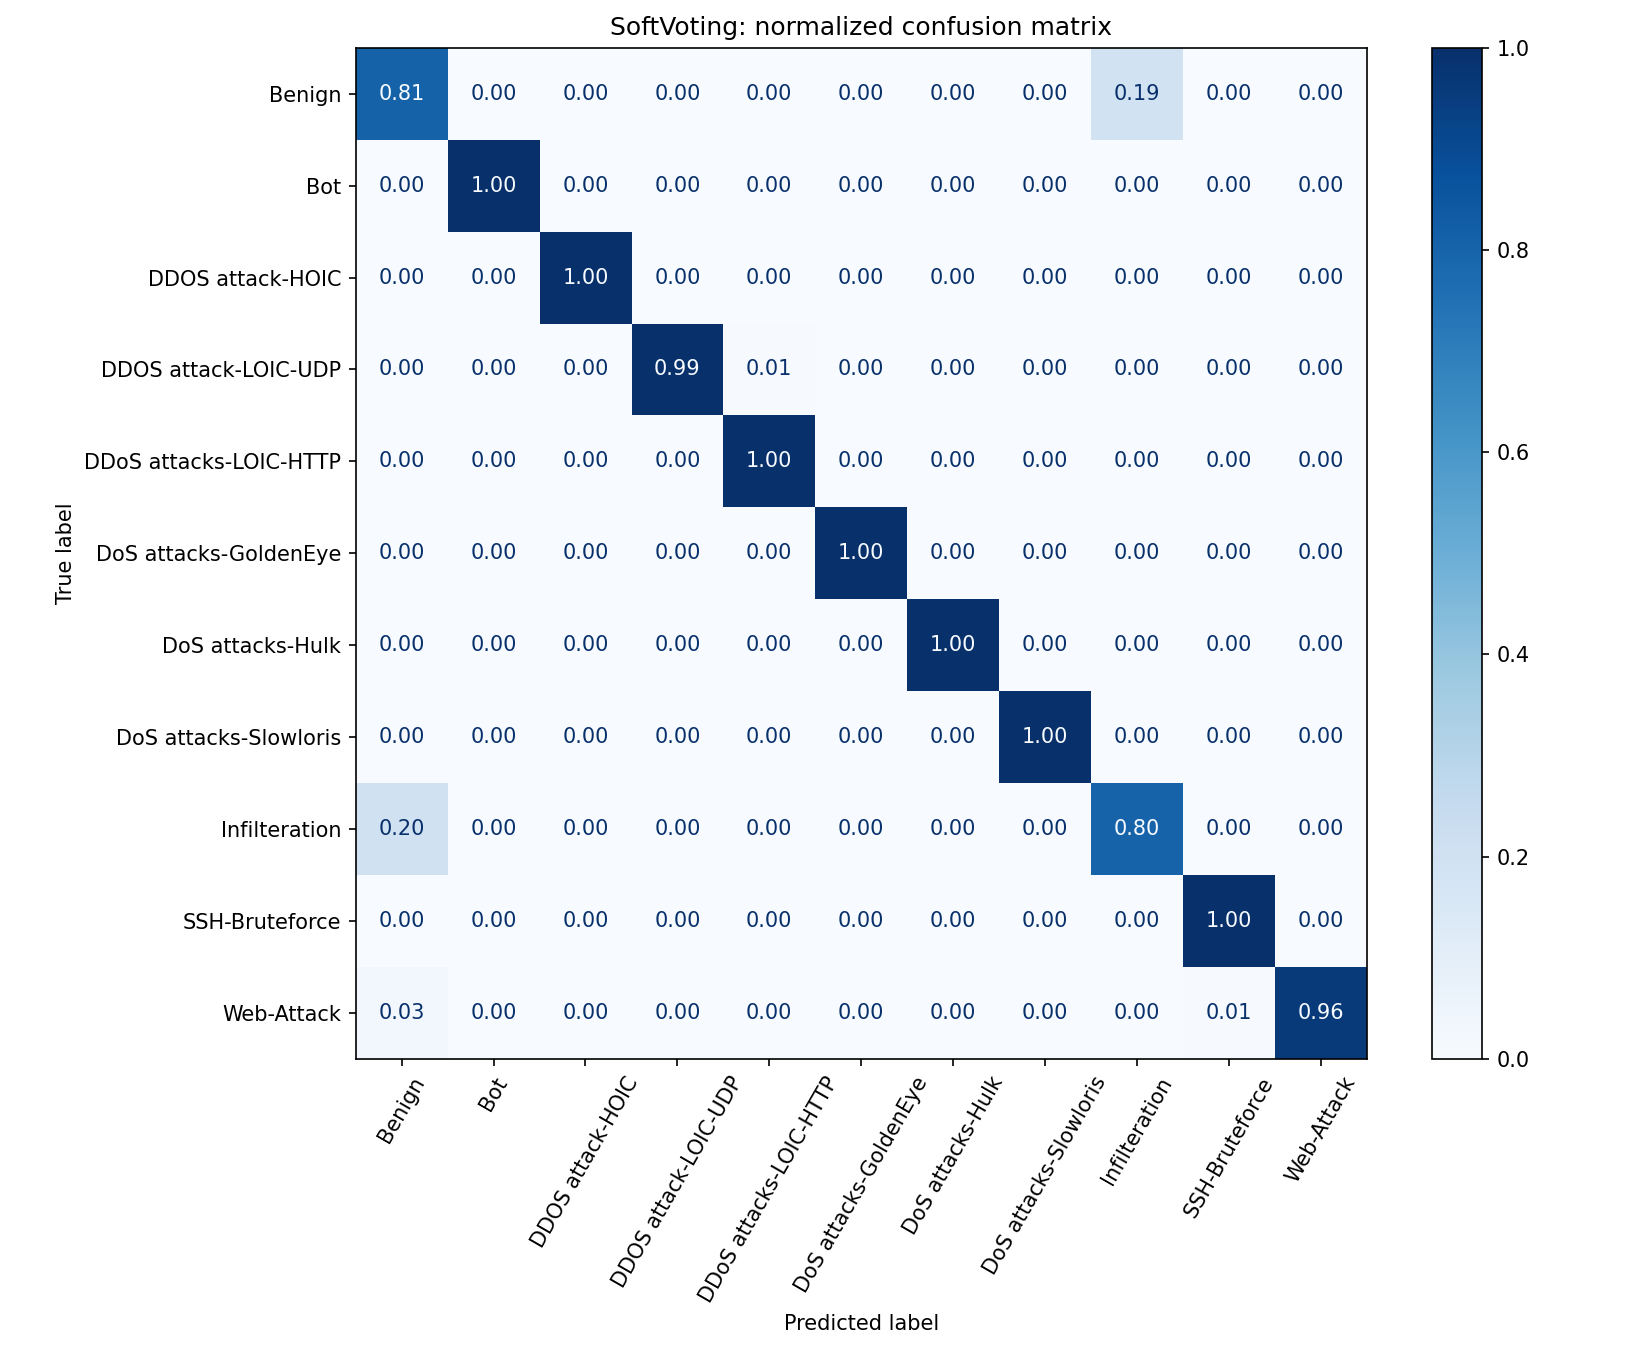 SoftVoting: normalized confusion matrix
Benign 0.81 0.00 0.00 0.00 0.00 0.00 0.00 0.00 0.19 0.00 0.00
Bot 0.00 1.00 0.00 0.00 0.00 0.00 0.00 0.00 0.00 0.00 0.00
DDOS attack-HOIC 0.00 0.00 1.00 0.00 0.00 0.00 0.00 0.00 0.00 0.00 0.00
DDOS attack-LOIC-UDP 0.00 0.00 0.00 0.99 0.01 0.00 0.00 0.00 0.00 0.00 0.00
DDoS attacks-LOIC-HTTP 0.00 0.00 0.00 0.00 1.00 0.00 0.00 0.00 0.00 0.00 0.00
DoS attacks-GoldenEye 0.00 0.00 0.00 0.00 0.00 1.00 0.00 0.00 0.00 0.00 0.00
DoS attacks-Hulk 0.00 0.00 0.00 0.00 0.00 0.00 1.00 0.00 0.00 0.00 0.00
DoS attacks-Slowloris 0.00 0.00 0.00 0.00 0.00 0.00 0.00 1.00 0.00 0.00 0.00
Infilteration 0.20 0.00 0.00 0.00 0.00 0.00 0.00 0.00 0.80 0.00 0.00
SSH-Bruteforce 0.00 0.00 0.00 0.00 0.00 0.00 0.00 0.00 0.00 1.00 0.00
Web-Attack 0.03 0.00 0.00 0.00 0.00 0.00 0.00 0.00 0.00 0.01 0.96
True label
Benign
Bot
DDOS attack-HOIC
DDOS attack-LOIC-UDP
DDoS attacks-LOIC-HTTP
DoS attacks-GoldenEye
DoS attacks-Hulk
DoS attacks-Slowloris
Infilteration
SSH-Bruteforce
Web-Attack
Predicted label
1.0
0.8
0.6
0.4
0.2
0.0